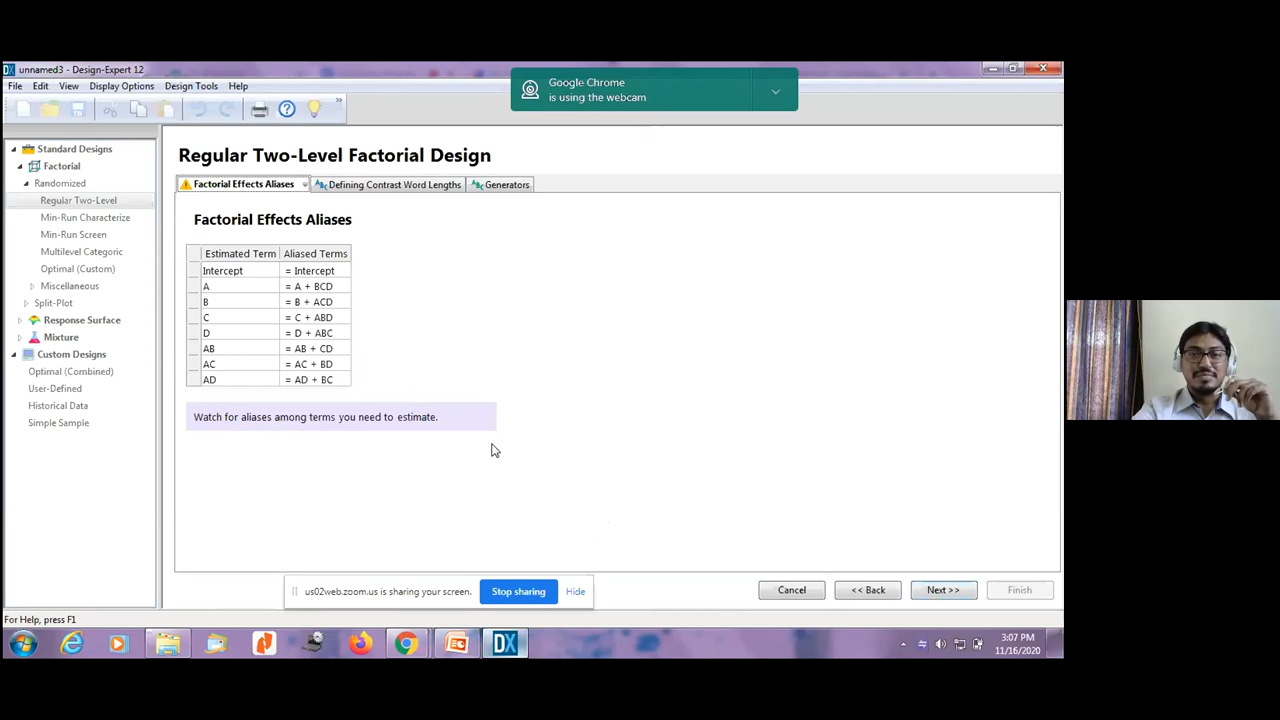 unnamed3 - Design-Expert 12
File Edit View Display Options Design Tools Help
Google Chrome
is using the webcam
Standard Designs
Factorial
Randomized
Regular Two-Level
Min-Run Characterize
Min-Run Screen
Multilevel Categoric
Optimal (Custom)
Miscellaneous
Split-Plot
Response Surface
Mixture
Custom Designs
Optimal (Combined)
User-Defined
Historical Data
Simple Sample
Regular Two-Level Factorial Design
Factorial Effects Aliases Defining Contrast Word Lengths Generators
Factorial Effects Aliases
Estimated Term Aliased Terms
Intercept = Intercept
A = A + BCD
B = B + ACD
C = C + ABD
D = D + ABC
AB = AB + CD
AC = AC + BD
AD = AD + BC
Watch for aliases among terms you need to estimate.
us02web.zoom.us is sharing your screen. Stop sharing Hide
Cancel << Back Next >> Finish
For Help, press F1
3:07 PM
11/16/2020